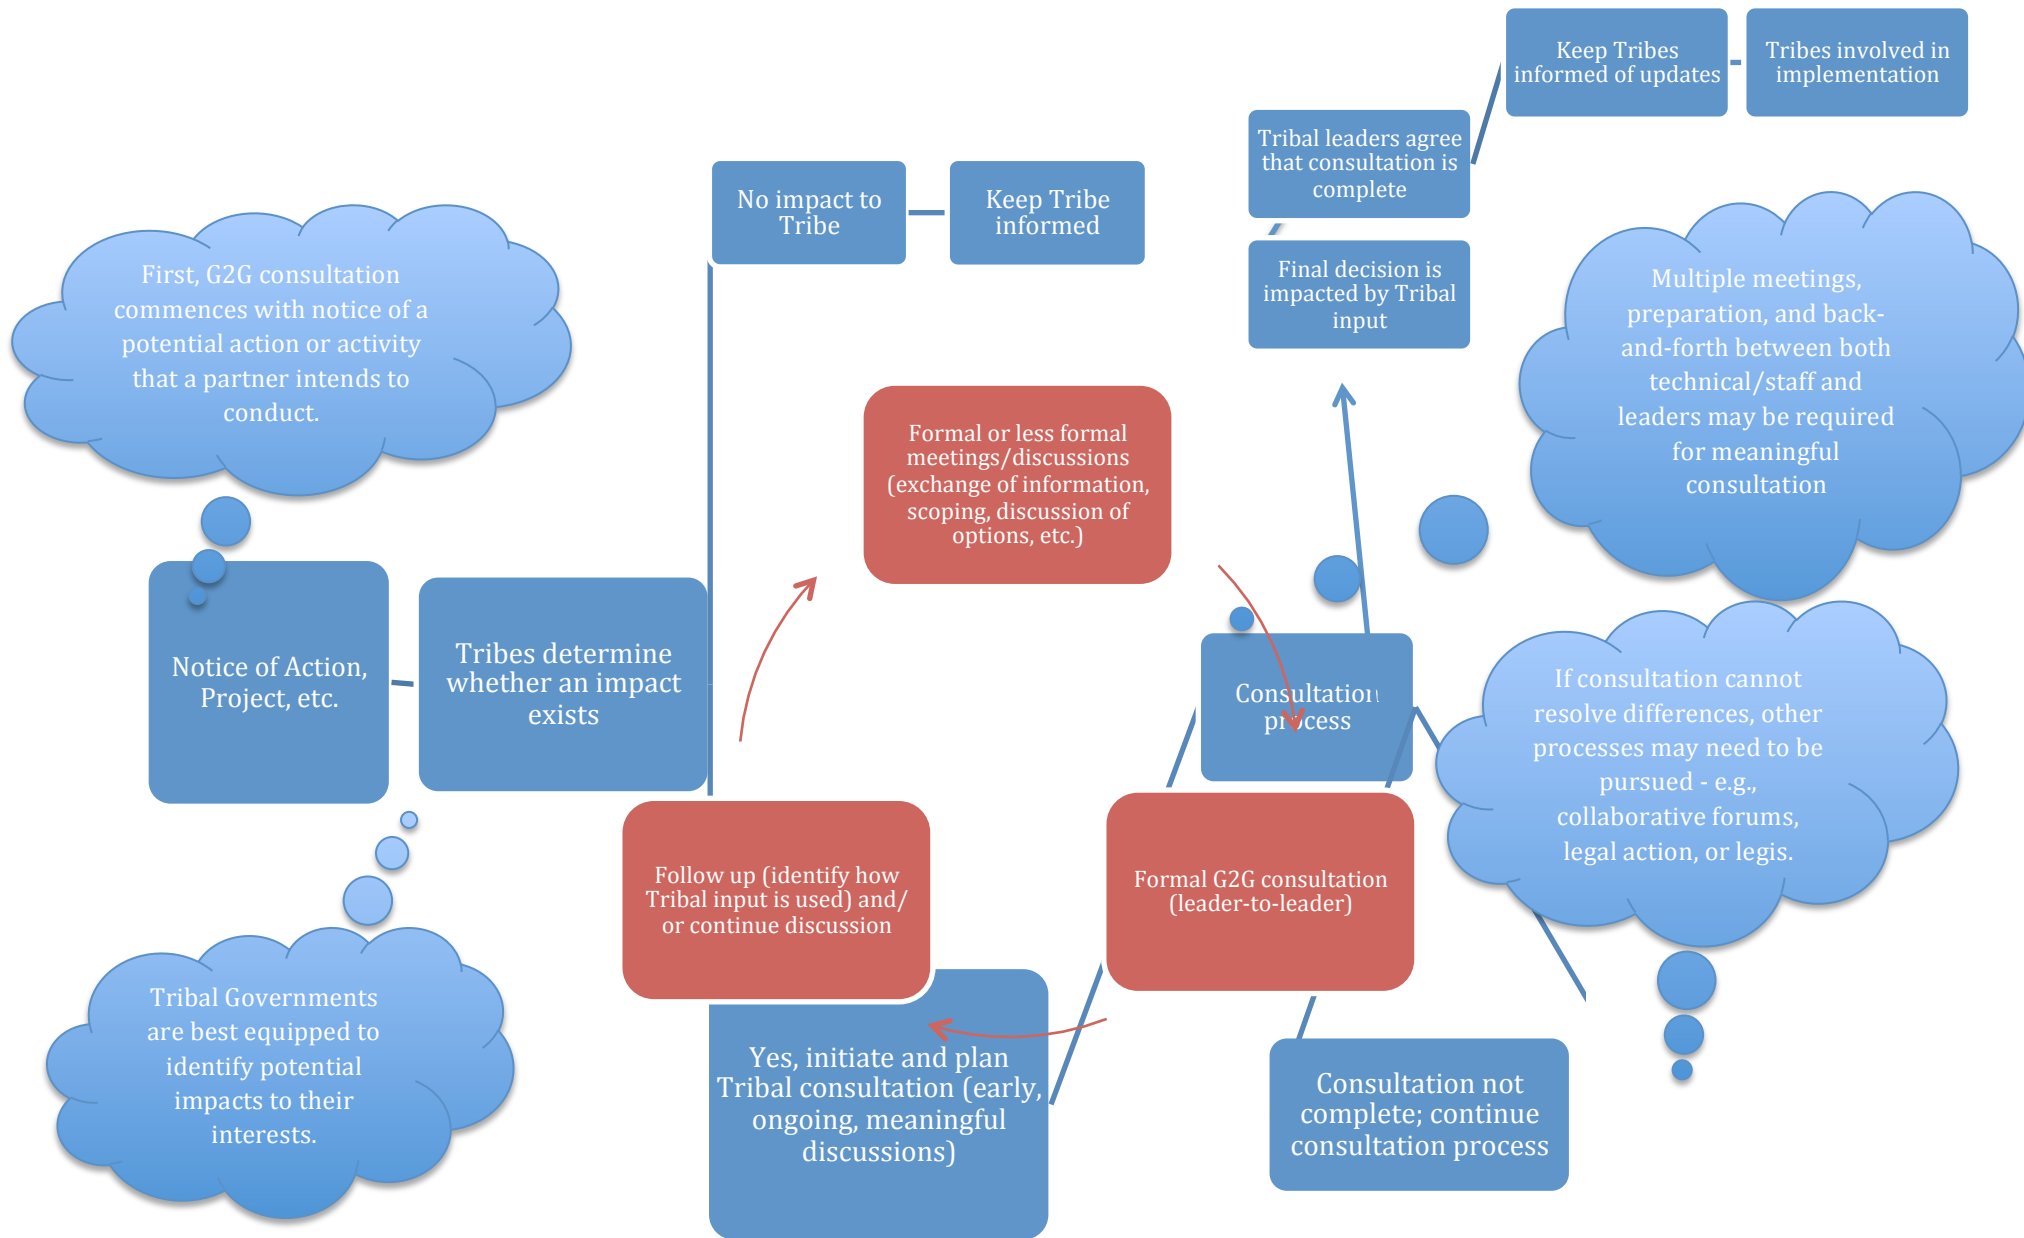 Keep Tribes
informed of updates
Tribes involved in
implementation
Tribal leaders agree
that consultation is
complete
No impact to
Tribe
Keep Tribe
informed
Final decision is
impacted by Tribal
input
First, G2G consultation
commences with notice of a
potential action or activity
that a partner intends to
conduct.
Multiple meetings,
preparation, and back-
and-forth between both
technical/staff and
leaders may be required
for meaningful
consultation
Formal or less formal
meetings/discussions
(exchange of information,
scoping, discussion of
options, etc.)
Notice of Action,
Project, etc.
Tribes determine
whether an impact
exists
Consultation
process
If consultation cannot
resolve differences, other
processes may need to be
pursued - e.g.,
collaborative forums,
legal action, or legis.
Follow up (identify how
Tribal input is used) and/
or continue discussion
Formal G2G consultation
(leader-to-leader)
Tribal Governments
are best equipped to
identify potential
impacts to their
interests.
Yes, initiate and plan
Tribal consultation (early,
ongoing, meaningful
discussions)
Consultation not
complete; continue
consultation process